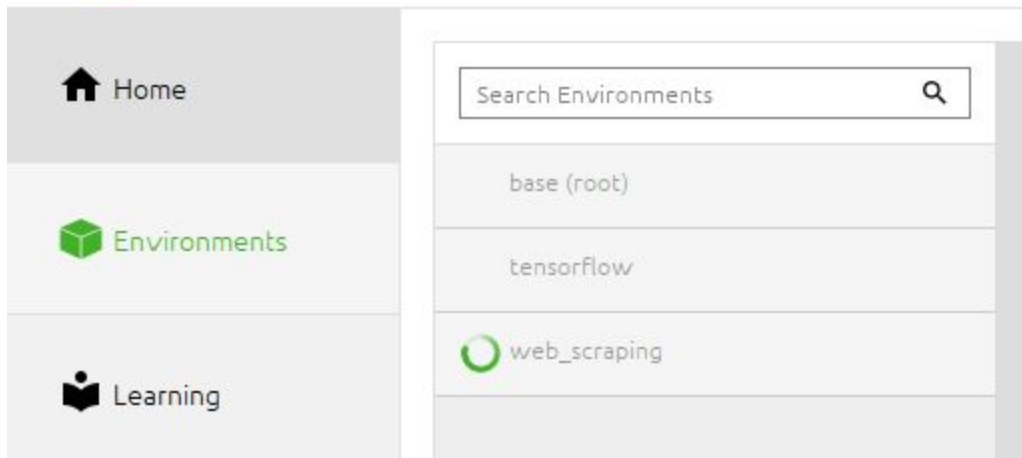 Home
Environments
Learning
Search Environments
base (root)
tensorflow
web_scraping